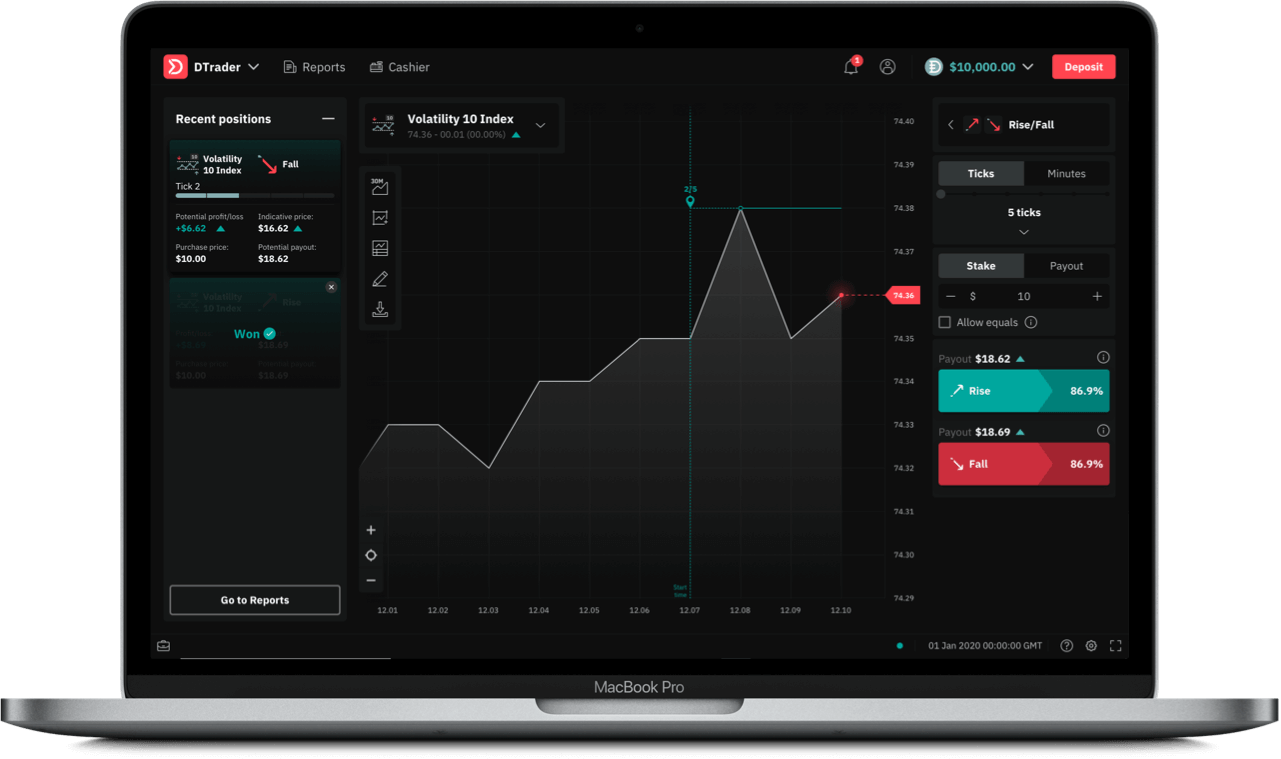 DTrader
Reports
Cashier
1
$10,000.00
Deposit
Recent positions
Volatility
10 Index
Fall
Tick 2
Potential profit/loss
Indicative price:
+$6.62
$16.62
Purchase price:
Potential payout:
$10.00
$18.62
Volatility
10 Index
Rise
Won
$18.69
$10.00
$18.69
Go to Reports
10
Volatility 10 Index
74.36 - 00.01 (00.00%)
30M
2/5
Start
time
74.40
74.39
74.38
74.37
74.36
74.35
74.34
74.33
74.32
74.31
74.30
74.29
12.01
12.02
12.03
12.04
12.05
12.06
12.07
12.08
12.09
12.10
Rise/Fall
Ticks
Minutes
5 ticks
Stake
Payout
$
10
Allow equals
Payout $18.62
Rise
86.9%
Payout $18.69
Fall
86.9%
01 Jan 2020 00:00:00 GMT
MacBook Pro